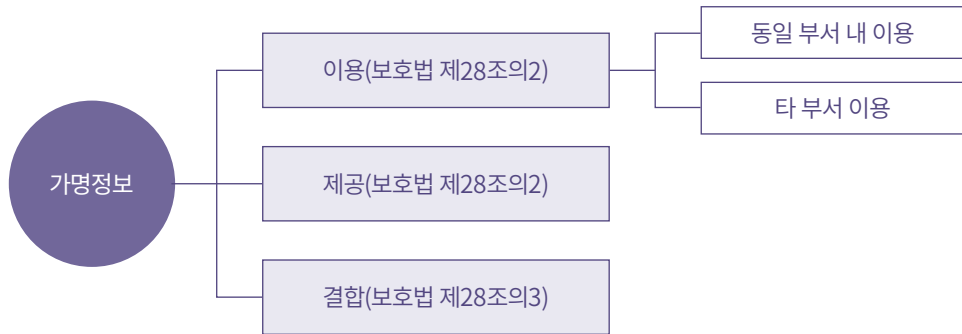 가명정보
이용(보호법 제28조의2)
동일 부서 내 이용
타 부서 이용
제공(보호법 제28조의2)
결합(보호법 제28조의3)